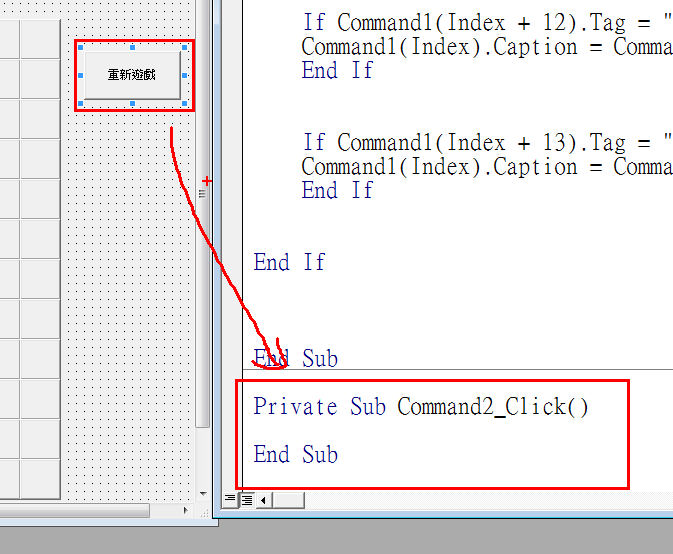 重新遊戲
If Command1(Index + 12).Tag = "
Command1(Index).Caption = Comma
End If
If Command1(Index + 13).Tag = "
Command1(Index).Caption = Comma
End If
End If
End Sub
Private Sub Command2_Click()
End Sub